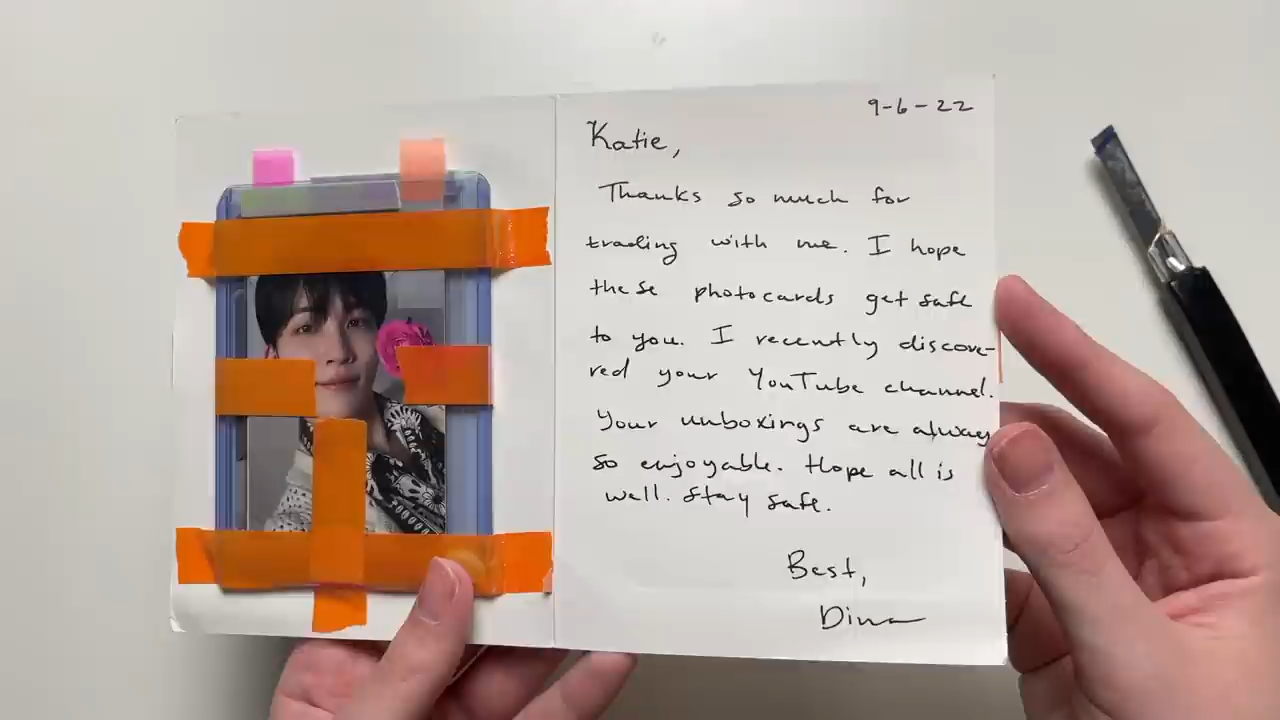 9-6-22
Katie,
Thanks so much for
trading with me. I hope
these photocards get safe
to you. I recently discove-
red your YouTube channel.
Your unboxings are always
so enjoyable. Hope all is
well. Stay safe.
Best,
Dina